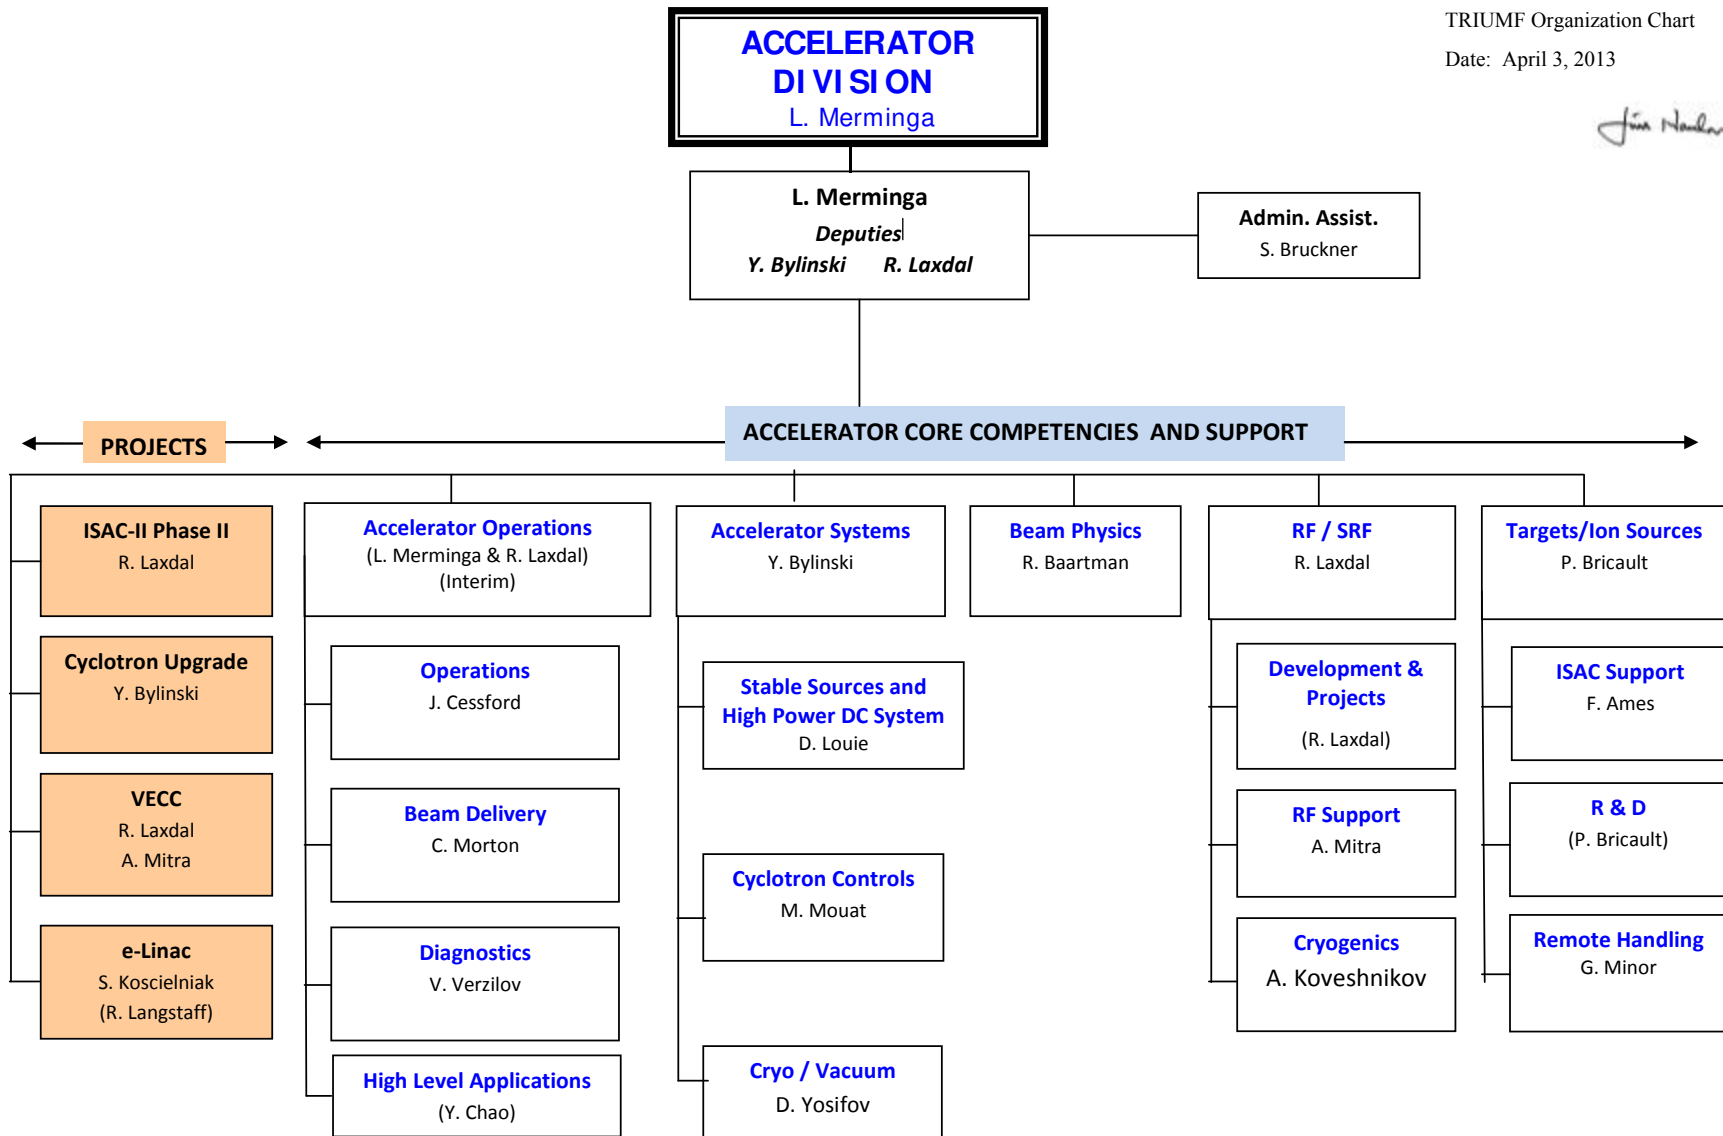 TRIUMF Organization Chart
Date: April 3, 2013
ACCELERATOR
DIVISION
L. Merminga
L. Merminga
Deputies
Y. Bylinski R. Laxdal
Admin. Assist.
S. Bruckner
PROJECTS
ACCELERATOR CORE COMPETENCIES AND SUPPORT
ISAC-II Phase II
R. Laxdal
Cyclotron Upgrade
Y. Bylinski
VECC
R. Laxdal
A. Mitra
e-Linac
S. Koscielniak
(R. Langstaff)
Accelerator Operations
(L. Merminga & R. Laxdal)
(Interim)
Operations
J. Cessford
Beam Delivery
C. Morton
Diagnostics
V. Verzilov
High Level Applications
(Y. Chao)
Accelerator Systems
Y. Bylinski
Stable Sources and
High Power DC System
D. Louie
Cyclotron Controls
M. Mouat
Cryo / Vacuum
D. Yosifov
Beam Physics
R. Baartman
RF / SRF
R. Laxdal
Development &
Projects
(R. Laxdal)
RF Support
A. Mitra
Cryogenics
A. Koveshnikov
Targets/Ion Sources
P. Bricault
ISAC Support
F. Ames
R & D
(P. Bricault)
Remote Handling
G. Minor